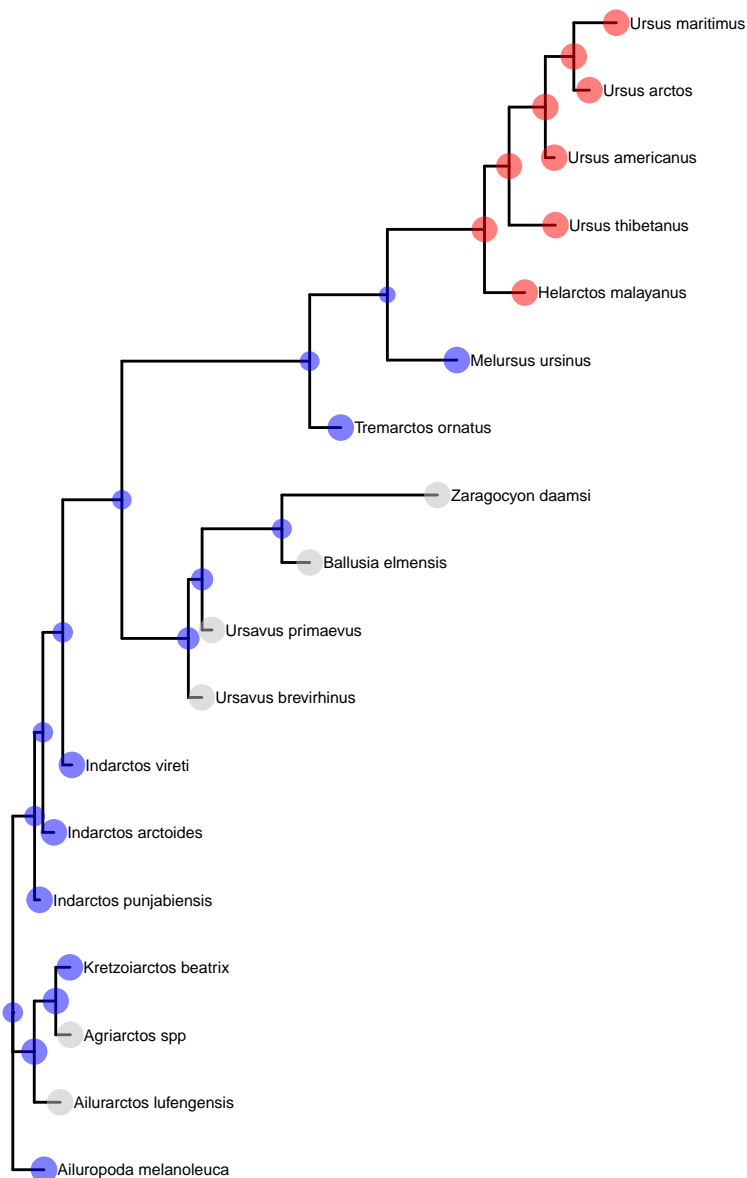 Ursus maritimus
Ursus arctos
Ursus americanus
Ursus thibetanus
Helarctos malayanus
Melursus ursinus
Tremarctos ornatus
Zaragocyon daamsi
Ballusia elmensis
Ursavus primaevus
Ursavus brevirhinus
Indarctos vireti
Indarctos arctoides
Indarctos punjabiensis
Kretzoiarctos beatrix
Agriarctos spp
Ailurarctos lufengensis
Ailuropoda melanoleuca